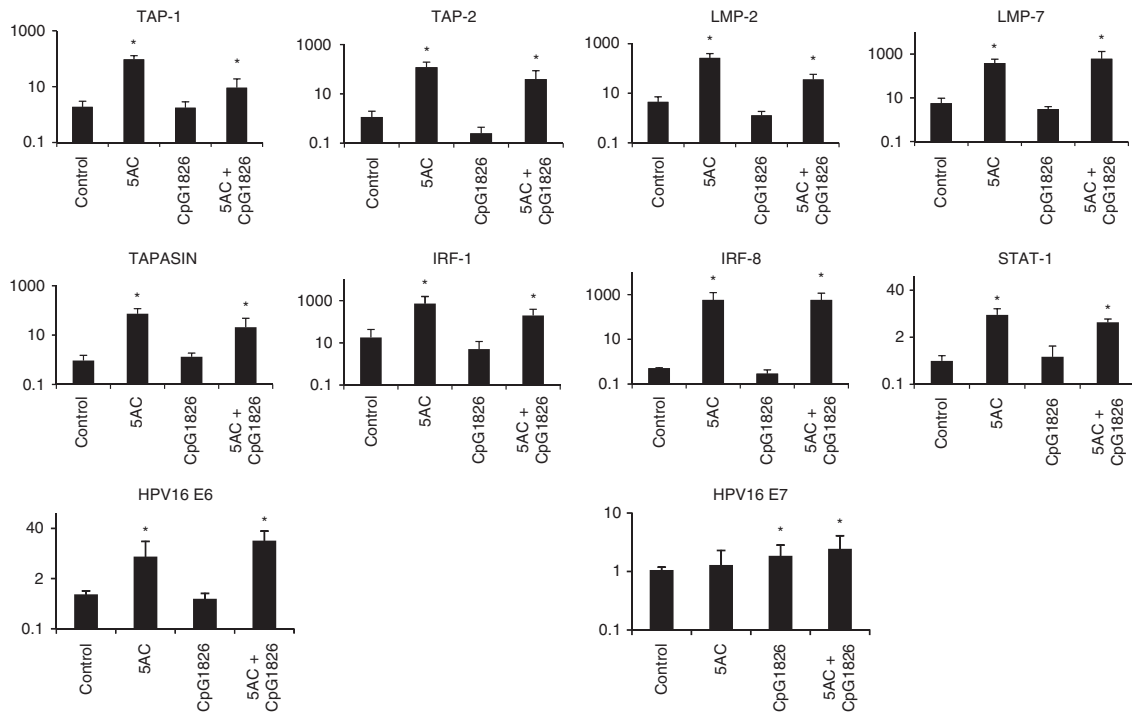 TAP-1
1000
10
0.1
*
*
Control
5AC
CpG1826
5AC +
CpG1826
TAP-2
1000
10
0.1
*
*
Control
5AC
CpG1826
5AC +
CpG1826
LMP-2
1000
10
0.1
*
*
Control
5AC
CpG1826
5AC +
CpG1826
LMP-7
1000
10
0.1
*
*
Control
5AC
CpG1826
5AC +
CpG1826
TAPASIN
1000
10
0.1
*
*
Control
5AC
CpG1826
5AC +
CpG1826
IRF-1
1000
10
0.1
*
*
Control
5AC
CpG1826
5AC +
CpG1826
IRF-8
1000
10
0.1
*
*
Control
5AC
CpG1826
5AC +
CpG1826
STAT-1
40
2
0.1
*
*
Control
5AC
CpG1826
5AC +
CpG1826
HPV16 E6
40
2
0.1
*
*
Control
5AC
CpG1826
5AC +
CpG1826
HPV16 E7
10
1
0.1
*
*
Control
5AC
CpG1826
5AC +
CpG1826